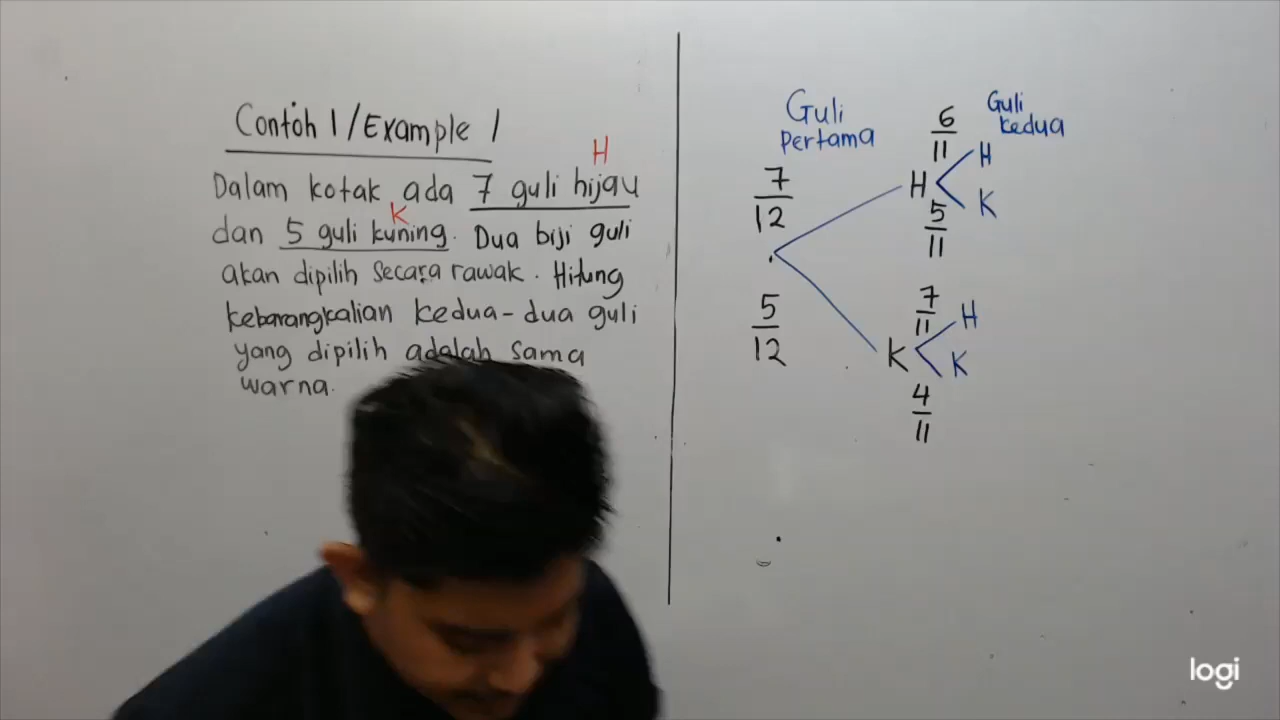 Contoh 1/Example 1
H
Dalam kotak ada 7 guli hijau
K
dan 5 guli kuning. Dua biji guli
akan dipilih secara rawak. Hitung
kebarangkalian kedua-dua guli
yang dipilih adalah sama
warna.
Guli
pertama
Guli
kedua
7/12
6/11
H
H
K
5/11
5/12
7/11
K
H
K
4/11
logi